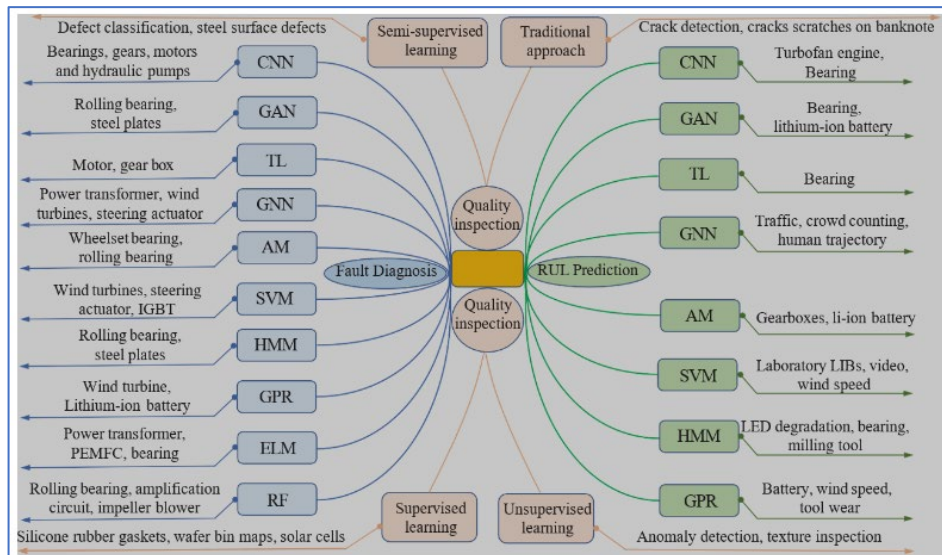 Defect classification, steel surface defects
Semi-supervised
learning
Traditional
approach
Crack detection, cracks scratches on banknote
Bearings, gears, motors
and hydraulic pumps
CNN
Rolling bearing,
steel plates
GAN
Motor, gear box
TL
Power transformer, wind
turbines, steering actuator
GNN
Wheelset bearing,
rolling bearing
AM
Wind turbines, steering
actuator, IGBT
SVM
Rolling bearing,
steel plates
HMM
Wind turbine,
Lithium-ion battery
GPR
Power transformer,
PEMFC, bearing
ELM
Rolling bearing, amplification
circuit, impeller blower
RF
Quality
inspection
Fault Diagnosis
RUL Prediction
Quality
inspection
CNN
Turbofan engine,
Bearing
GAN
Bearing,
lithium-ion battery
TL
Bearing
GNN
Traffic, crowd counting,
human trajectory
AM
Gearboxes, li-ion battery
SVM
Laboratory LIBs, video,
wind speed
HMM
LED degradation, bearing,
milling tool
GPR
Battery, wind speed,
tool wear
Supervised
learning
Unsupervised
learning
Silicone rubber gaskets, wafer bin maps, solar cells
Anomaly detection, texture inspection